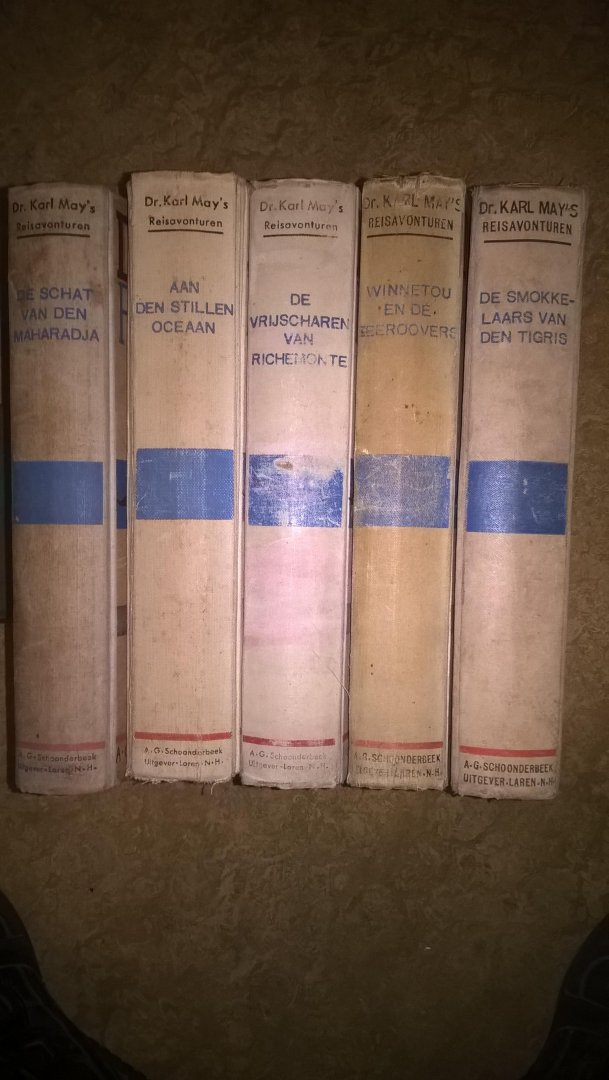 Dr. Karl May's
Reisavonturen
DE SCHAT
VAN DEN
MAHARADJA
A·G·Schoonderbeek
Uitgever·Laren·N·H·
Dr. Karl May's
Reisavonturen
AAN
DEN STILLEN
OCEAAN
A·G·Schoonderbeek
Uitgever·Laren·N·H·
Dr. Karl May's
Reisavonturen
DE
VRIJSCHAREN
VAN
RICHEMONTE
A·G·Schoonderbeek
Uitgever·Laren·N·H·
Dr. KARL MAY'S
REISAVONTUREN
WINNETOU
EN DE
ZEEROOVERS
A.G.SCHOONDERBEEK
UITGEVER·LAREN·N.H.
Dr. KARL MAY'S
REISAVONTUREN
DE SMOKKE-
LAARS VAN
DEN TIGRIS
A·G·SCHOONDERBEEK
UITGEVER·LAREN·N.H.